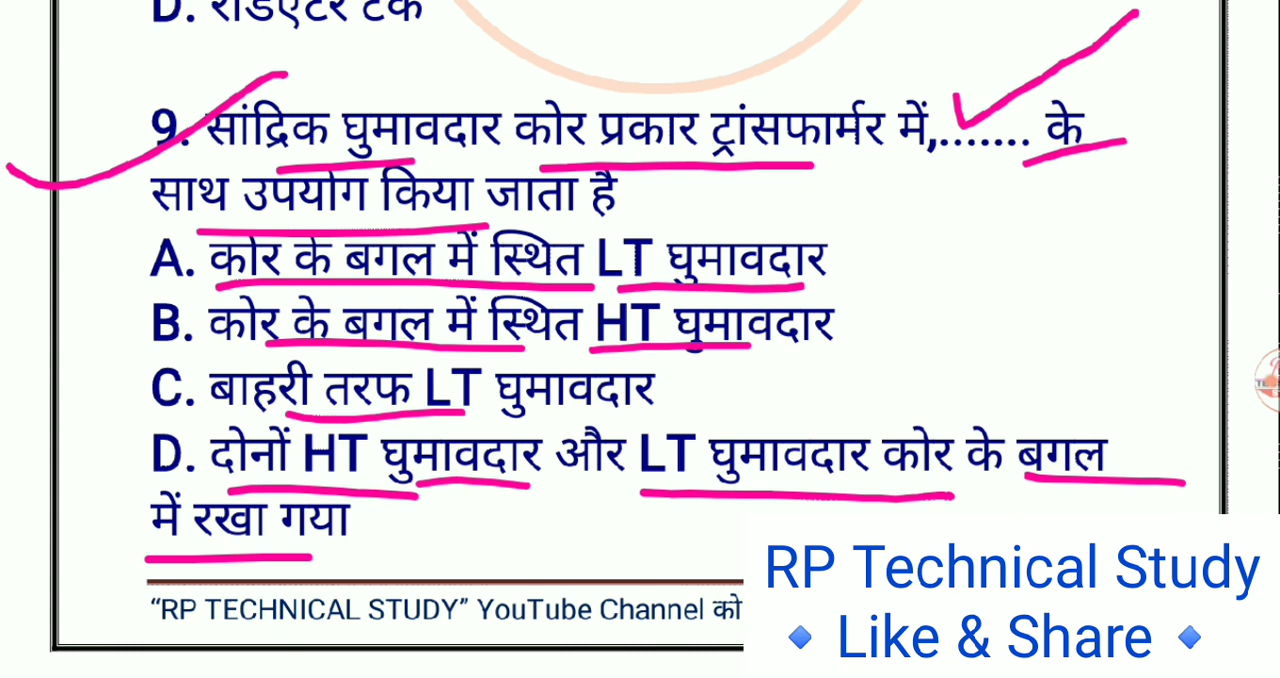 D. रेडिएटर टैंक
9. सांद्रिक घुमावदार कोर प्रकार ट्रांसफार्मर में,....... के
साथ उपयोग किया जाता है
A. कोर के बगल में स्थित LT घुमावदार
B. कोर के बगल में स्थित HT घुमावदार
C. बाहरी तरफ LT घुमावदार
D. दोनों HT घुमावदार और LT घुमावदार कोर के बगल
में रखा गया
“RP TECHNICAL STUDY” YouTube Channel को
RP Technical Study
🔹 Like & Share 🔹